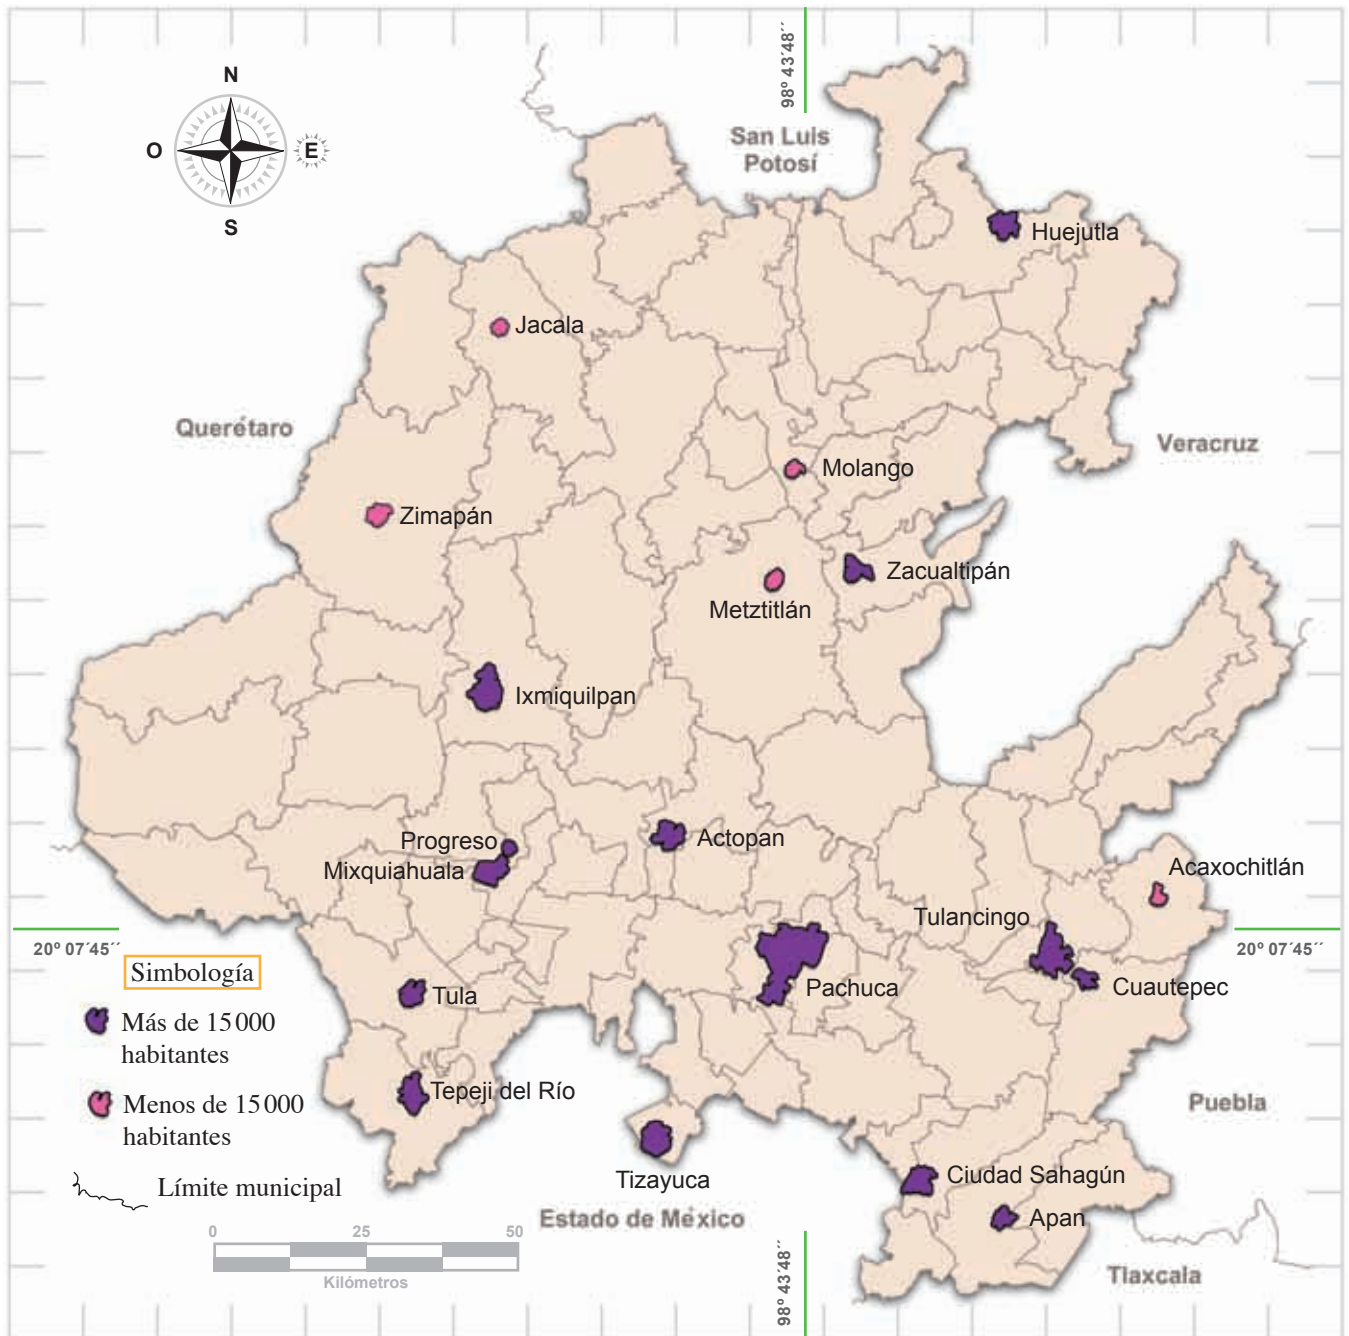 98° 43´48´´
N
O
E
S
San Luis
Potosí
Huejutla
Jacala
Querétaro
Veracruz
Molango
Zimapán
Zacualtipán
Metztitlán
Ixmiquilpan
Progreso
Actopan
Mixquiahuala
Acaxochitlán
Tulancingo
20° 07´45´´
20° 07´45´´
Simbología
Tula
Pachuca
Cuautepec
Más de 15 000
habitantes
Tepeji del Río
Menos de 15 000
habitantes
Puebla
Tizayuca
Ciudad Sahagún
Límite municipal
Estado de México
Apan
0 25 50
Kilómetros
Tlaxcala
98° 43´48´´